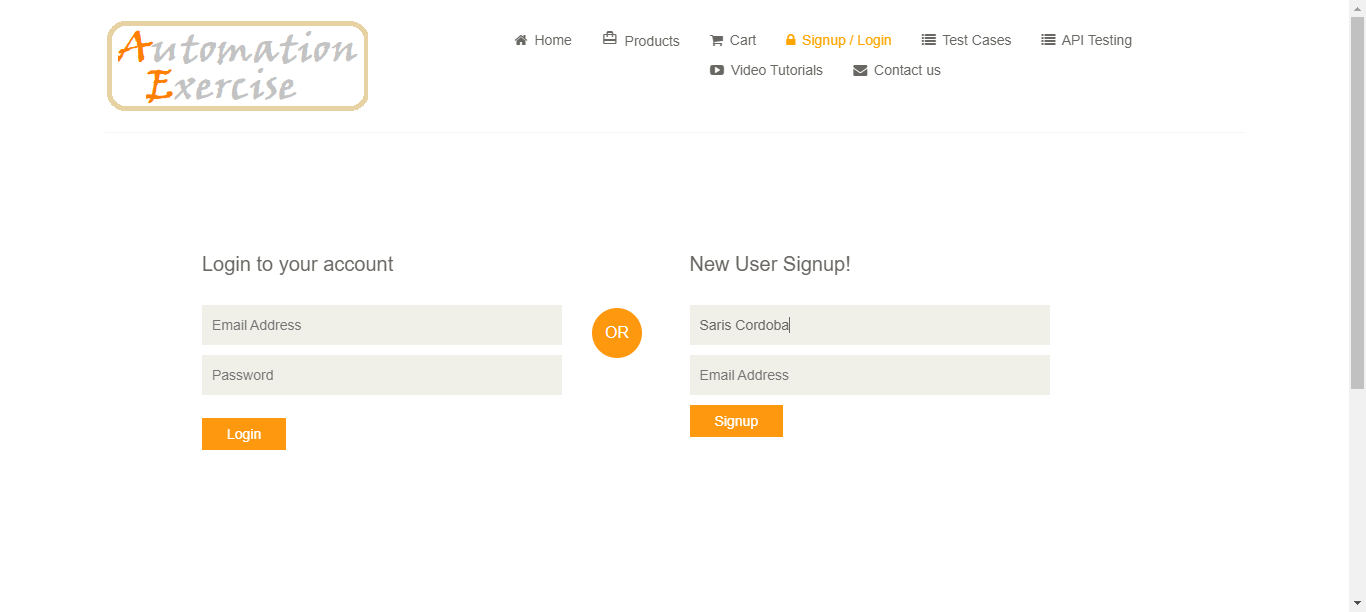 Automation
Exercise
Home Products Cart Signup / Login Test Cases API Testing
Video Tutorials Contact us
Login to your account
Email Address
Password
Login
OR
New User Signup!
Saris Cordoba
Email Address
Signup